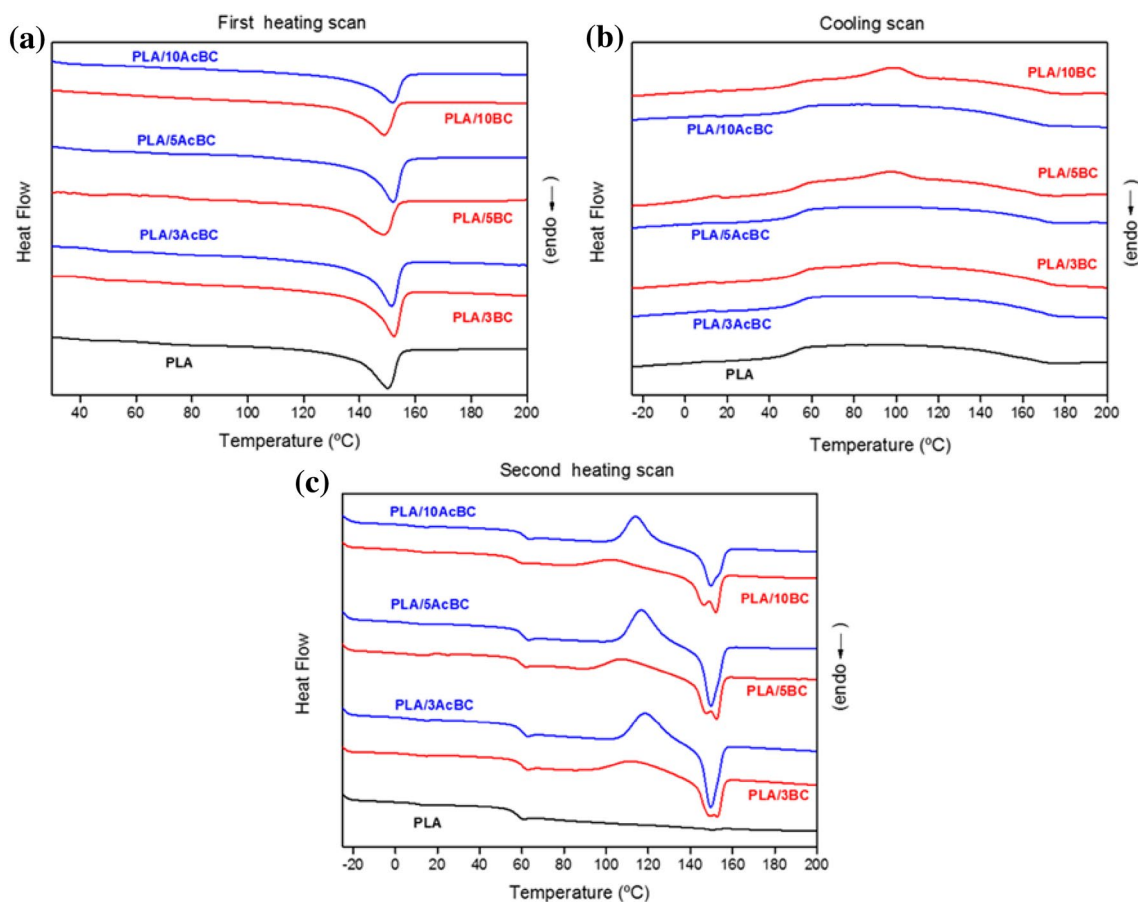 First heating scan
(a)
PLA/10AcBC
PLA/10BC
PLA/5AcBC
PLA/5BC
PLA/3AcBC
PLA/3BC
PLA
Heat Flow
(endo →)
40 60 80 100 120 140 160 180 200
Temperature (ºC)
Cooling scan
(b)
PLA/10BC
PLA/10AcBC
PLA/5BC
PLA/5AcBC
PLA/3BC
PLA/3AcBC
PLA
Heat Flow
(endo →)
-20 0 20 40 60 80 100 120 140 160 180 200
Temperature (ºC)
Second heating scan
(c)
PLA/10AcBC
PLA/10BC
PLA/5AcBC
PLA/5BC
PLA/3AcBC
PLA/3BC
PLA
Heat Flow
(endo →)
-20 0 20 40 60 80 100 120 140 160 180 200
Temperature (ºC)